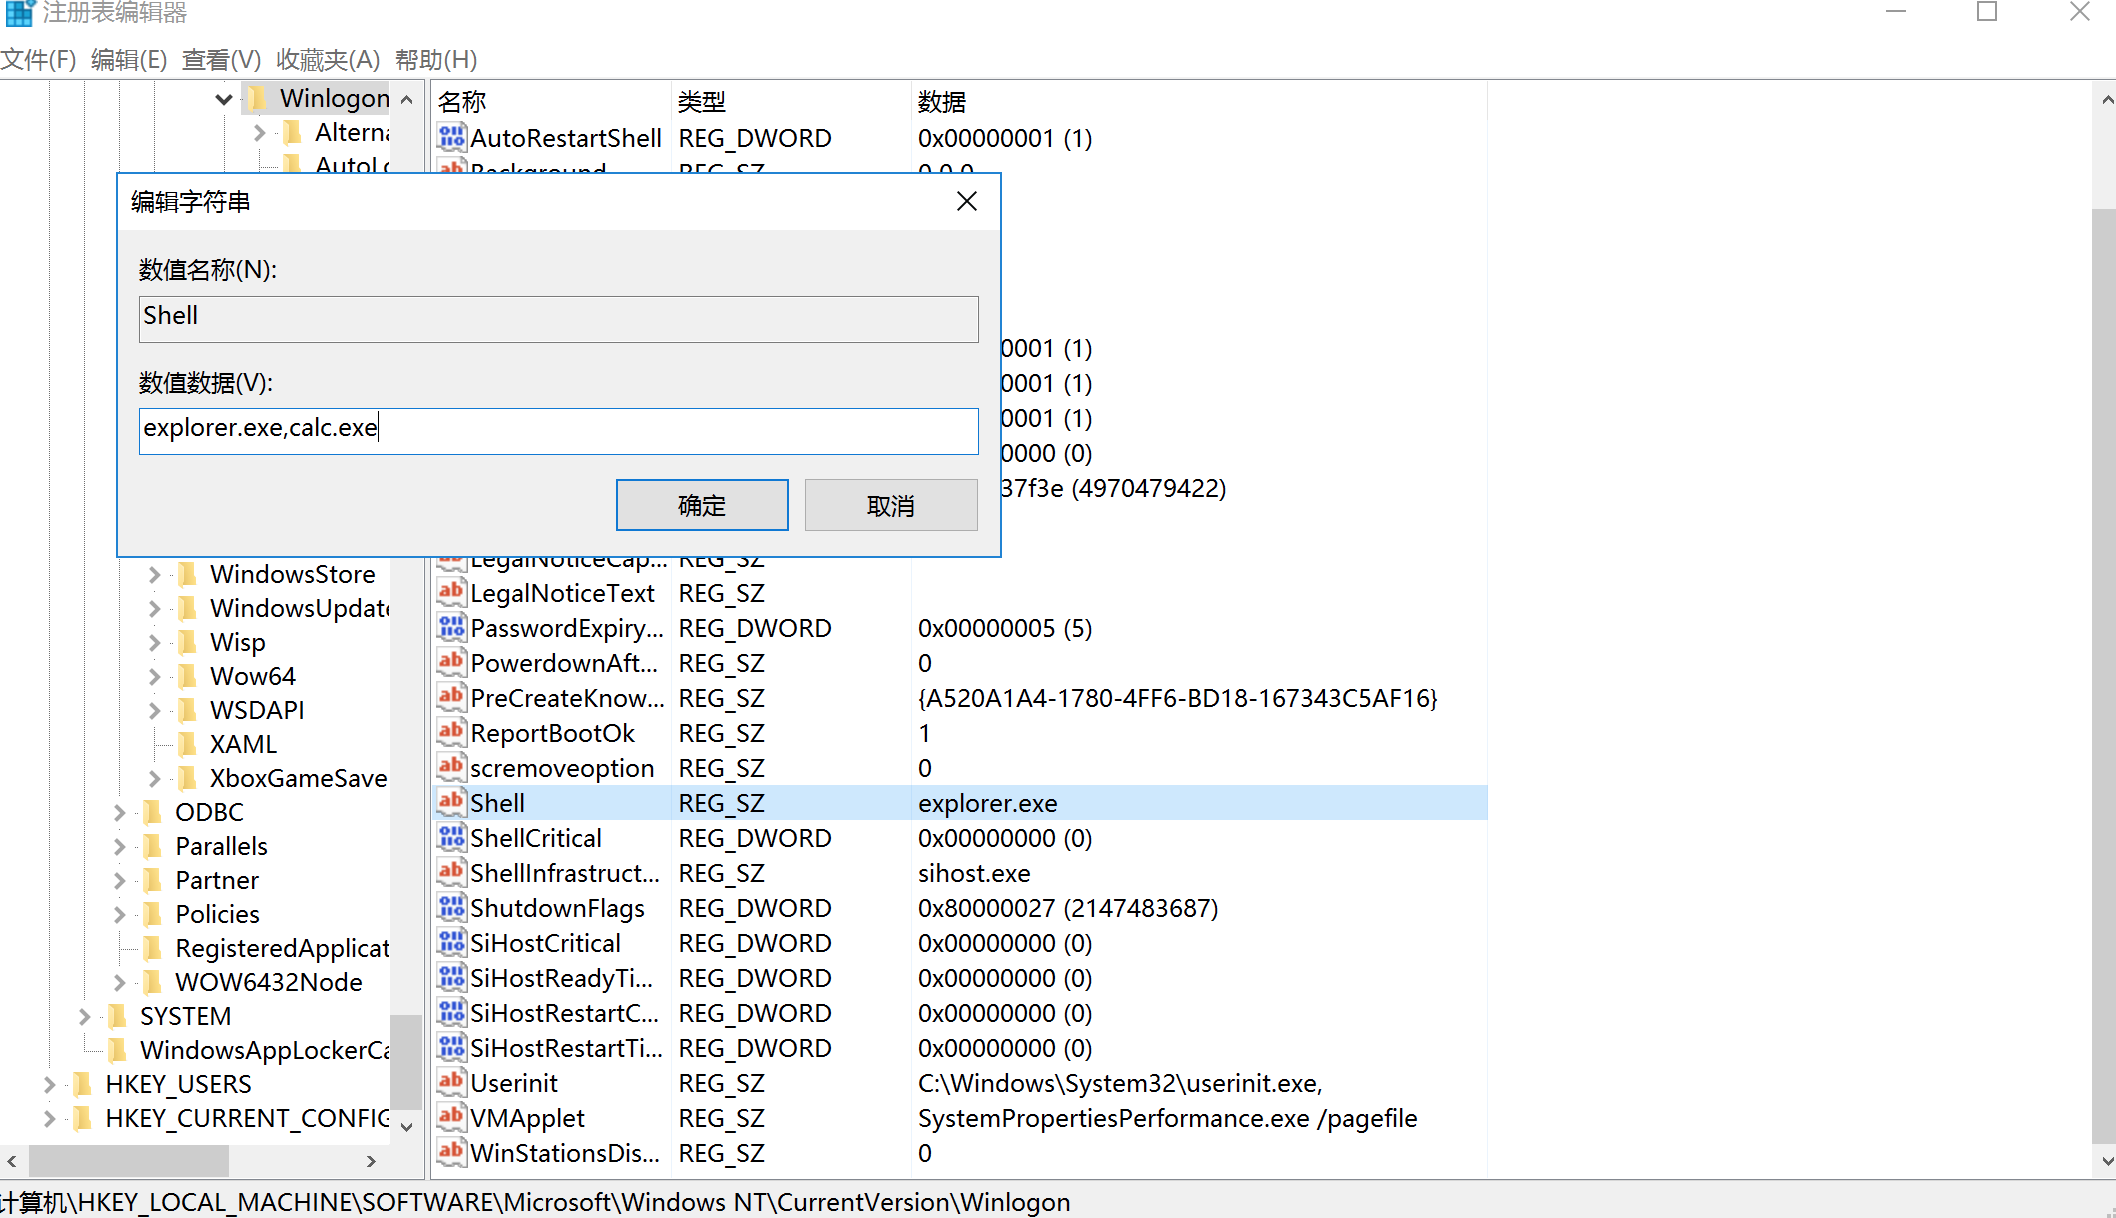 注册表编辑器
文件(F) 编辑(E) 查看(V) 收藏夹(A) 帮助(H)
Winlogon
Alterna
AutoLo
编辑字符串
数值名称(N):
Shell
数值数据(V):
explorer.exe,calc.exe
确定 取消
WindowsStore
WindowsUpdate
Wisp
Wow64
WSDAPI
XAML
XboxGameSave
ODBC
Parallels
Partner
Policies
RegisteredApplicat
WOW6432Node
SYSTEM
WindowsAppLockerCa
HKEY_USERS
HKEY_CURRENT_CONFIG
名称 类型 数据
AutoRestartShell REG_DWORD 0x00000001 (1)
Background REG_SZ 0 0 0
0001 (1)
0001 (1)
0001 (1)
0000 (0)
37f3e (4970479422)
LegalNoticeCap... REG_SZ
LegalNoticeText REG_SZ
PasswordExpiry... REG_DWORD 0x00000005 (5)
PowerdownAft... REG_SZ 0
PreCreateKnow... REG_SZ {A520A1A4-1780-4FF6-BD18-167343C5AF16}
ReportBootOk REG_SZ 1
scremoveoption REG_SZ 0
Shell REG_SZ explorer.exe
ShellCritical REG_DWORD 0x00000000 (0)
ShellInfrastruct... REG_SZ sihost.exe
ShutdownFlags REG_DWORD 0x80000027 (2147483687)
SiHostCritical REG_DWORD 0x00000000 (0)
SiHostReadyTi... REG_DWORD 0x00000000 (0)
SiHostRestartC... REG_DWORD 0x00000000 (0)
SiHostRestartTi... REG_DWORD 0x00000000 (0)
Userinit REG_SZ C:\Windows\System32\userinit.exe,
VMApplet REG_SZ SystemPropertiesPerformance.exe /pagefile
WinStationsDis... REG_SZ 0
计算机\HKEY_LOCAL_MACHINE\SOFTWARE\Microsoft\Windows NT\CurrentVersion\Winlogon